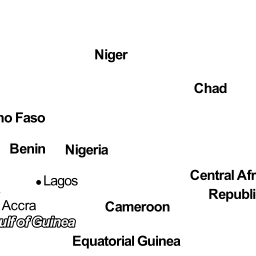 Niger
Chad
no Faso
Benin
Nigeria
Lagos
Central Afr
Republi
Accra
Cameroon
ulf of Guinea
Equatorial Guinea